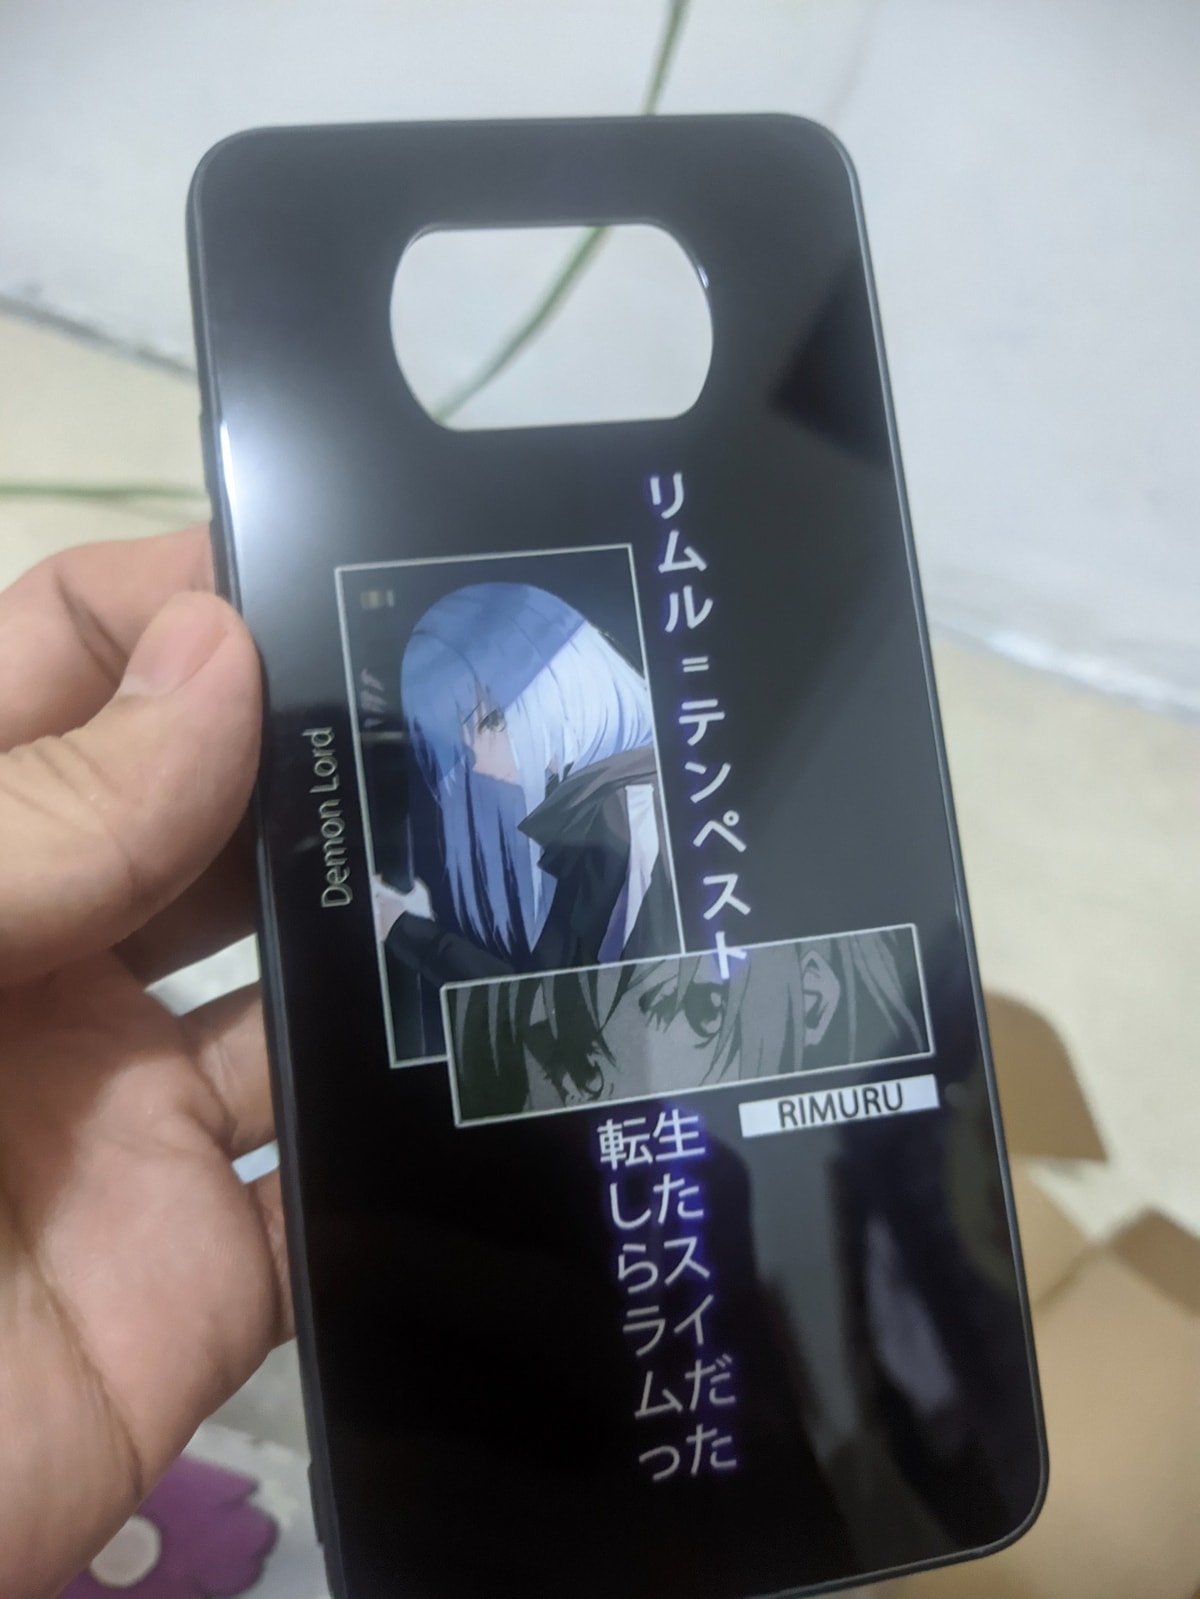 リムル=テンペスト
Demon Lord
RIMURU
転生
した
らス
ライ
ムだ
った